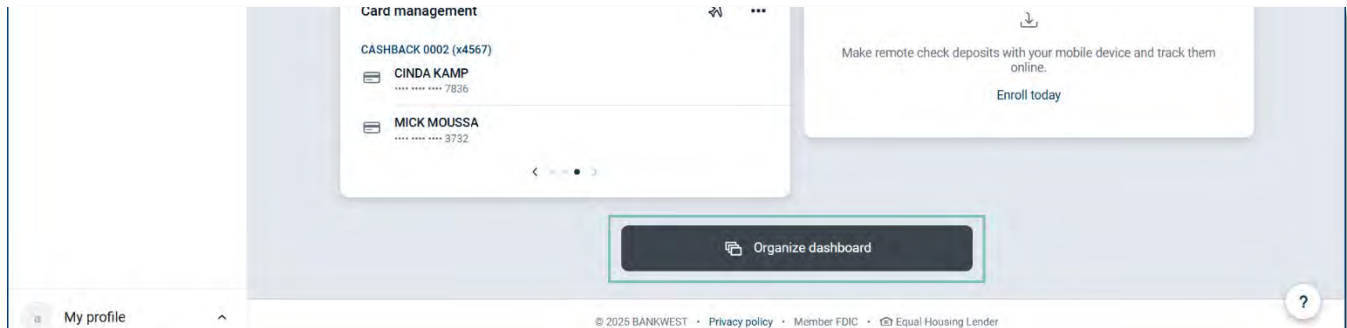 Card management
CASHBACK 0002 (x4567)
CINDA KAMP
•••• •••• •••• 7836
MICK MOUSSA
•••• •••• •••• 3732
Make remote check deposits with your mobile device and track them
online.
Enroll today
Organize dashboard
a My profile
?
© 2025 BANKWEST • Privacy policy • Member FDIC • Equal Housing Lender